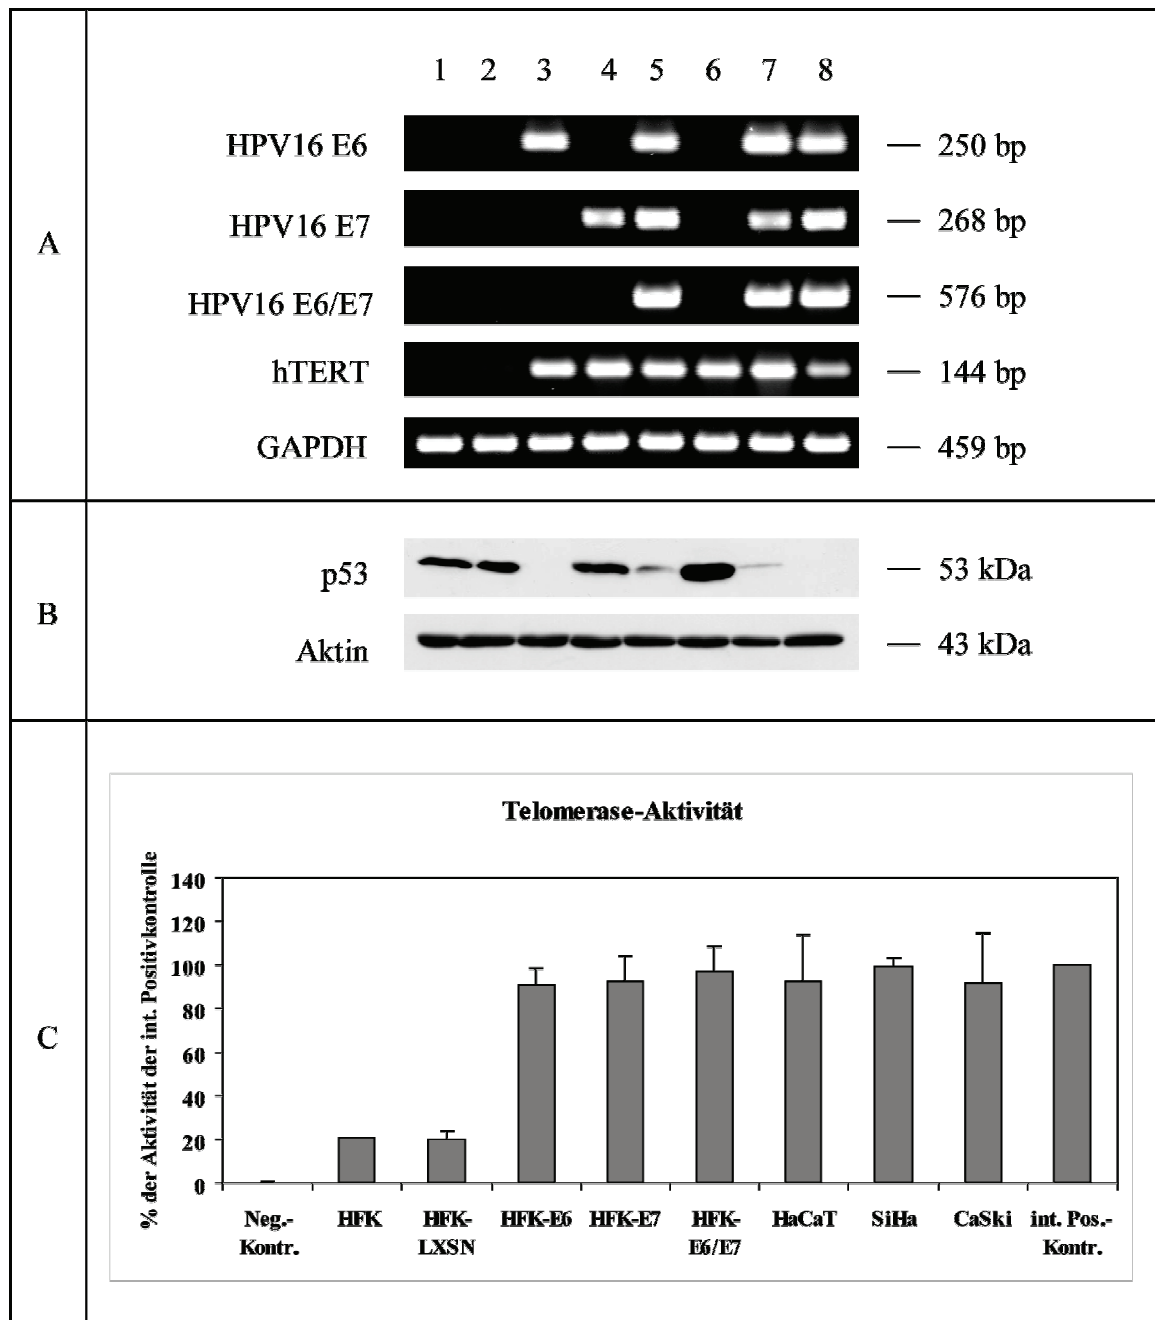 1 2 3 4 5 6 7 8
HPV16 E6 — 250 bp
HPV16 E7 — 268 bp
A
HPV16 E6/E7 — 576 bp
hTERT — 144 bp
GAPDH — 459 bp
p53 — 53 kDa
B
Aktin — 43 kDa
C
Telomerase-Aktivität
% der Aktivität der int. Positivkontrolle
140
120
100
80
60
40
20
0
Neg.-Kontr. HFK HFK-LXSN HFK-E6 HFK-E7 HFK-E6/E7 HaCaT SiHa CaSki int. Pos.-Kontr.